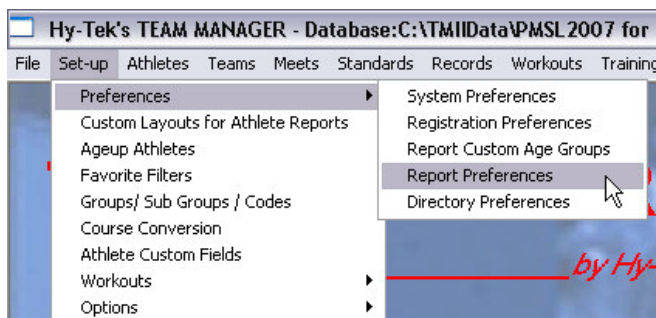 Hy-Tek's TEAM MANAGER - Database:C:\TMIIData\PMSL2007 for
File Set-up Athletes Teams Meets Standards Records Workouts Training
Preferences
Custom Layouts for Athlete Reports
Ageup Athletes
Favorite Filters
Groups/ Sub Groups / Codes
Course Conversion
Athlete Custom Fields
Workouts
Options
System Preferences
Registration Preferences
Report Custom Age Groups
Report Preferences
Directory Preferences
by Hy-